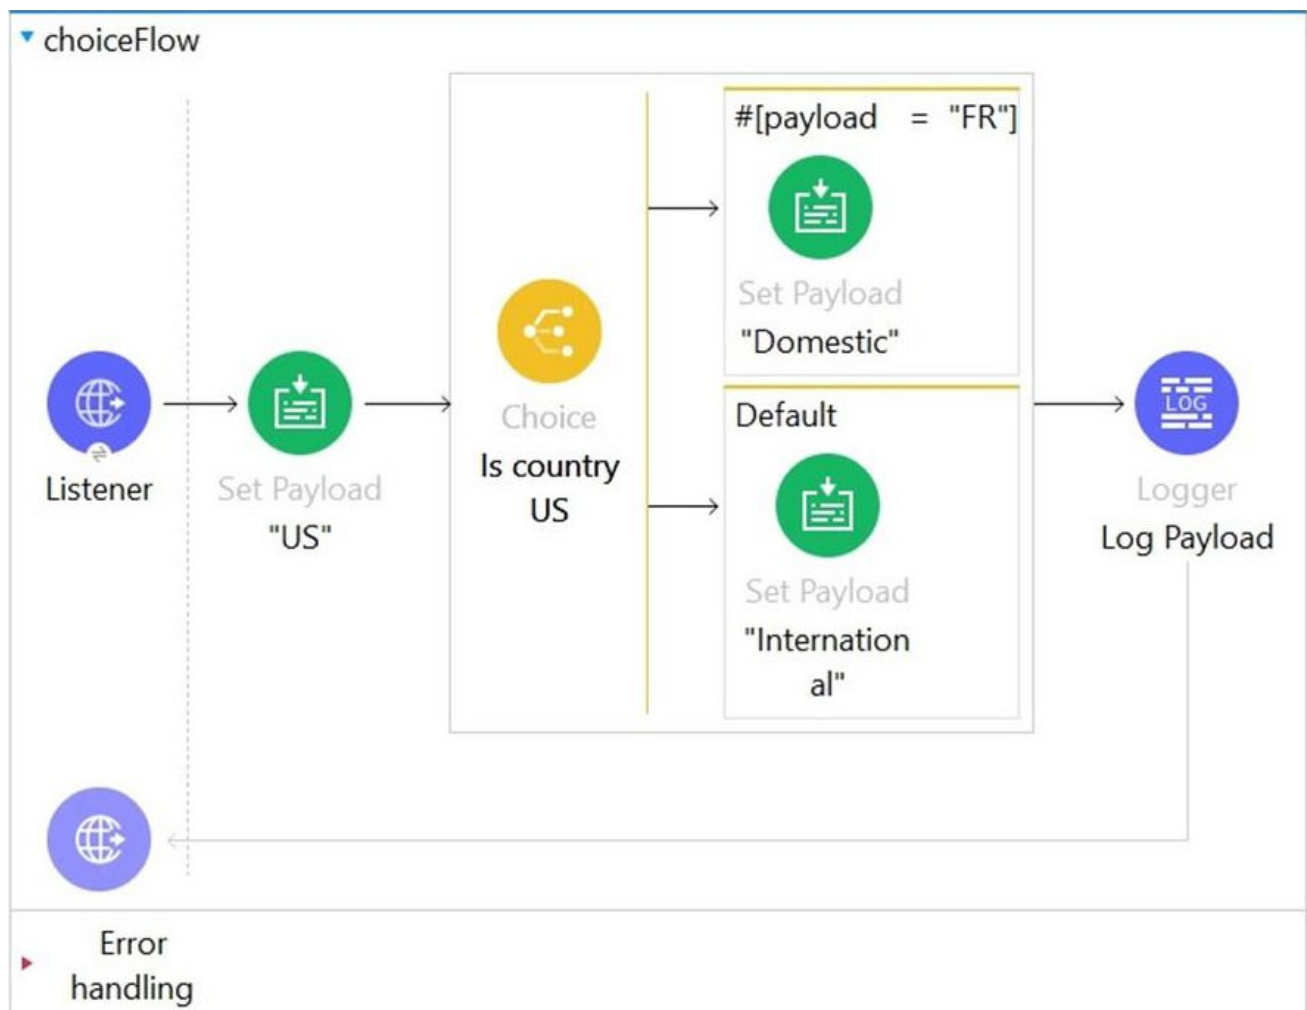 choiceFlow
#[payload = "FR"]
Set Payload
"Domestic"
Listener
Set Payload
"US"
Choice
Is country
US
Default
Set Payload
"Internation
al"
LOG
Logger
Log Payload
Error
handling